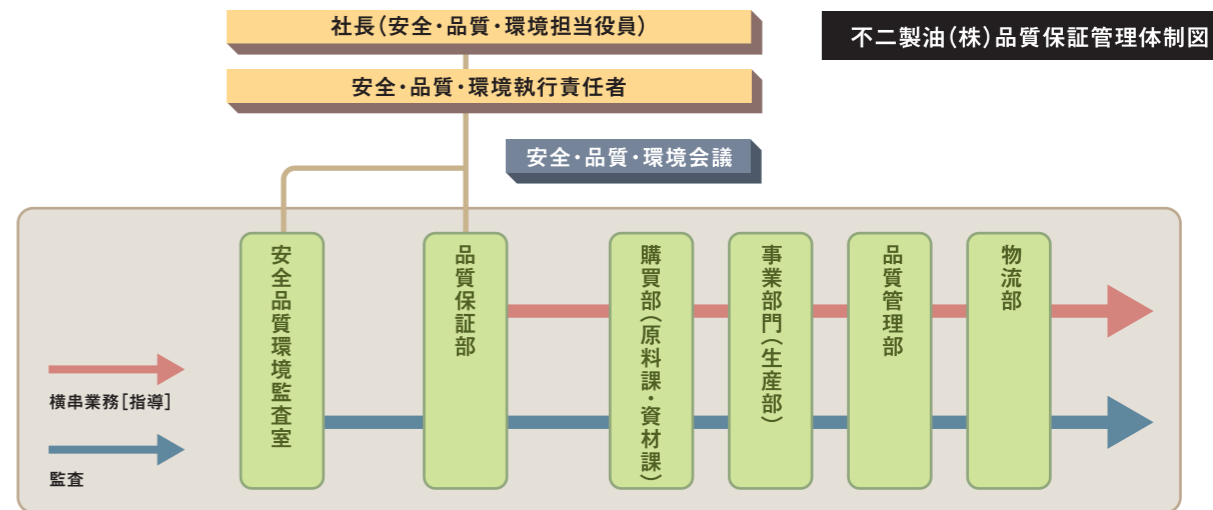 社長（安全・品質・環境担当役員）
不二製油（株）品質保証管理体制図
安全・品質・環境執行責任者
安全・品質・環境会議
安全品質環境監査室
品質保証部
購買部（原料課・資材課）
事業部門（生産部）
品質管理部
物流部
横串業務［指導］
監査